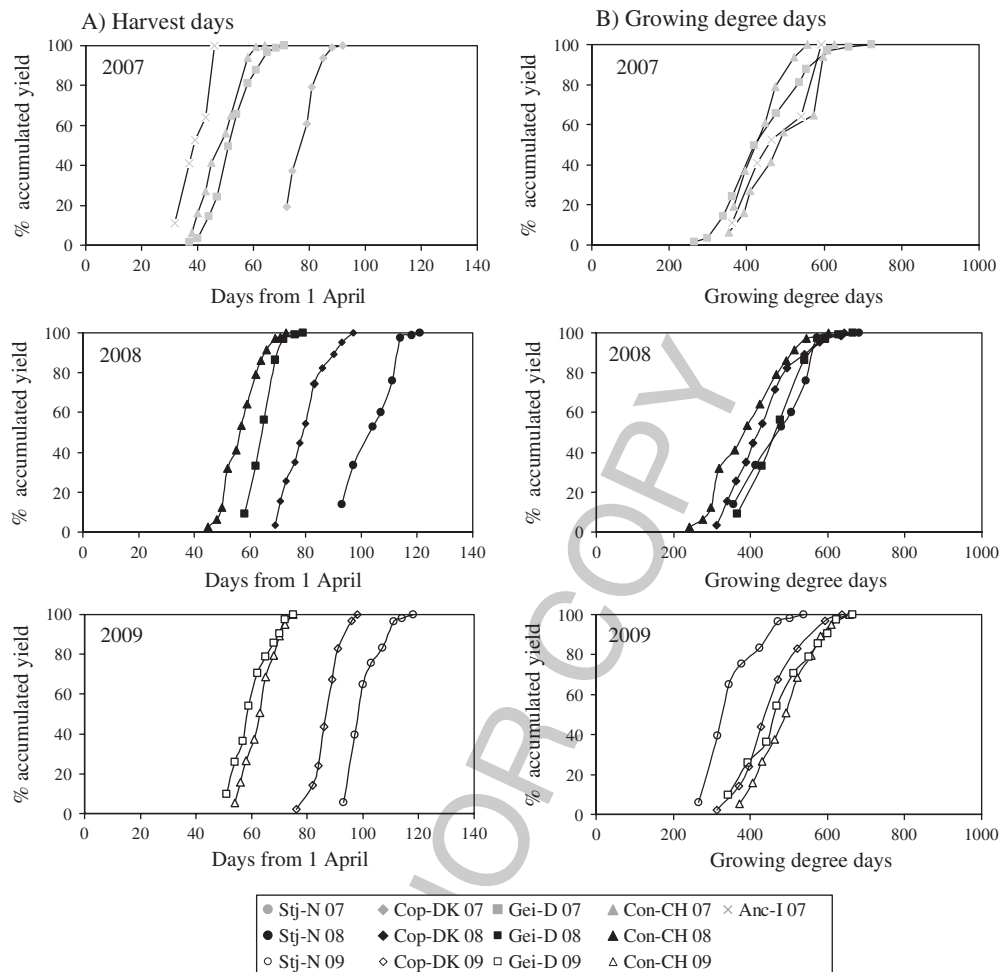 A) Harvest days
B) Growing degree days
2007
% accumulated yield
100
80
60
40
20
0
0 20 40 60 80 100 120 140
Days from 1 April
2007
% accumulated yield
100
80
60
40
20
0
0 200 400 600 800 1000
Growing degree days
2008
% accumulated yield
100
80
60
40
20
0
0 20 40 60 80 100 120 140
Days from 1 April
2008
% accumulated yield
100
80
60
40
20
0
0 200 400 600 800 1000
Growing degree days
2009
% accumulated yield
100
80
60
40
20
0
0 20 40 60 80 100 120 140
Days from 1 April
2009
% accumulated yield
100
80
60
40
20
0
0 200 400 600 800 1000
Growing degree days
Stj-N 07 Cop-DK 07 Gei-D 07 Con-CH 07 Anc-I 07
Stj-N 08 Cop-DK 08 Gei-D 08 Con-CH 08
Stj-N 09 Cop-DK 09 Gei-D 09 Con-CH 09
OR COPY